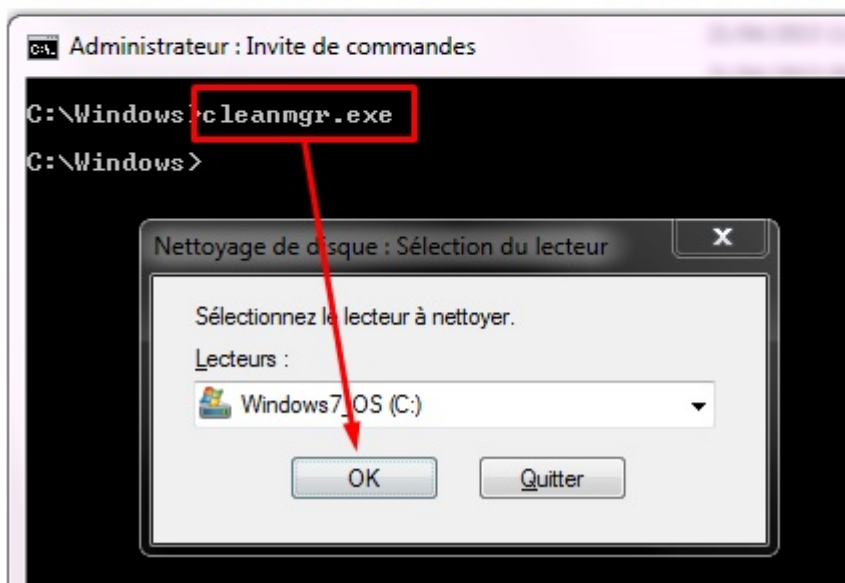 Administrateur : Invite de commandes
C:\Windows>cleanmgr.exe
C:\Windows>
Nettoyage de disque : Sélection du lecteur
Sélectionnez le lecteur à nettoyer.
Lecteurs :
Windows7_OS (C:)
OK Quitter